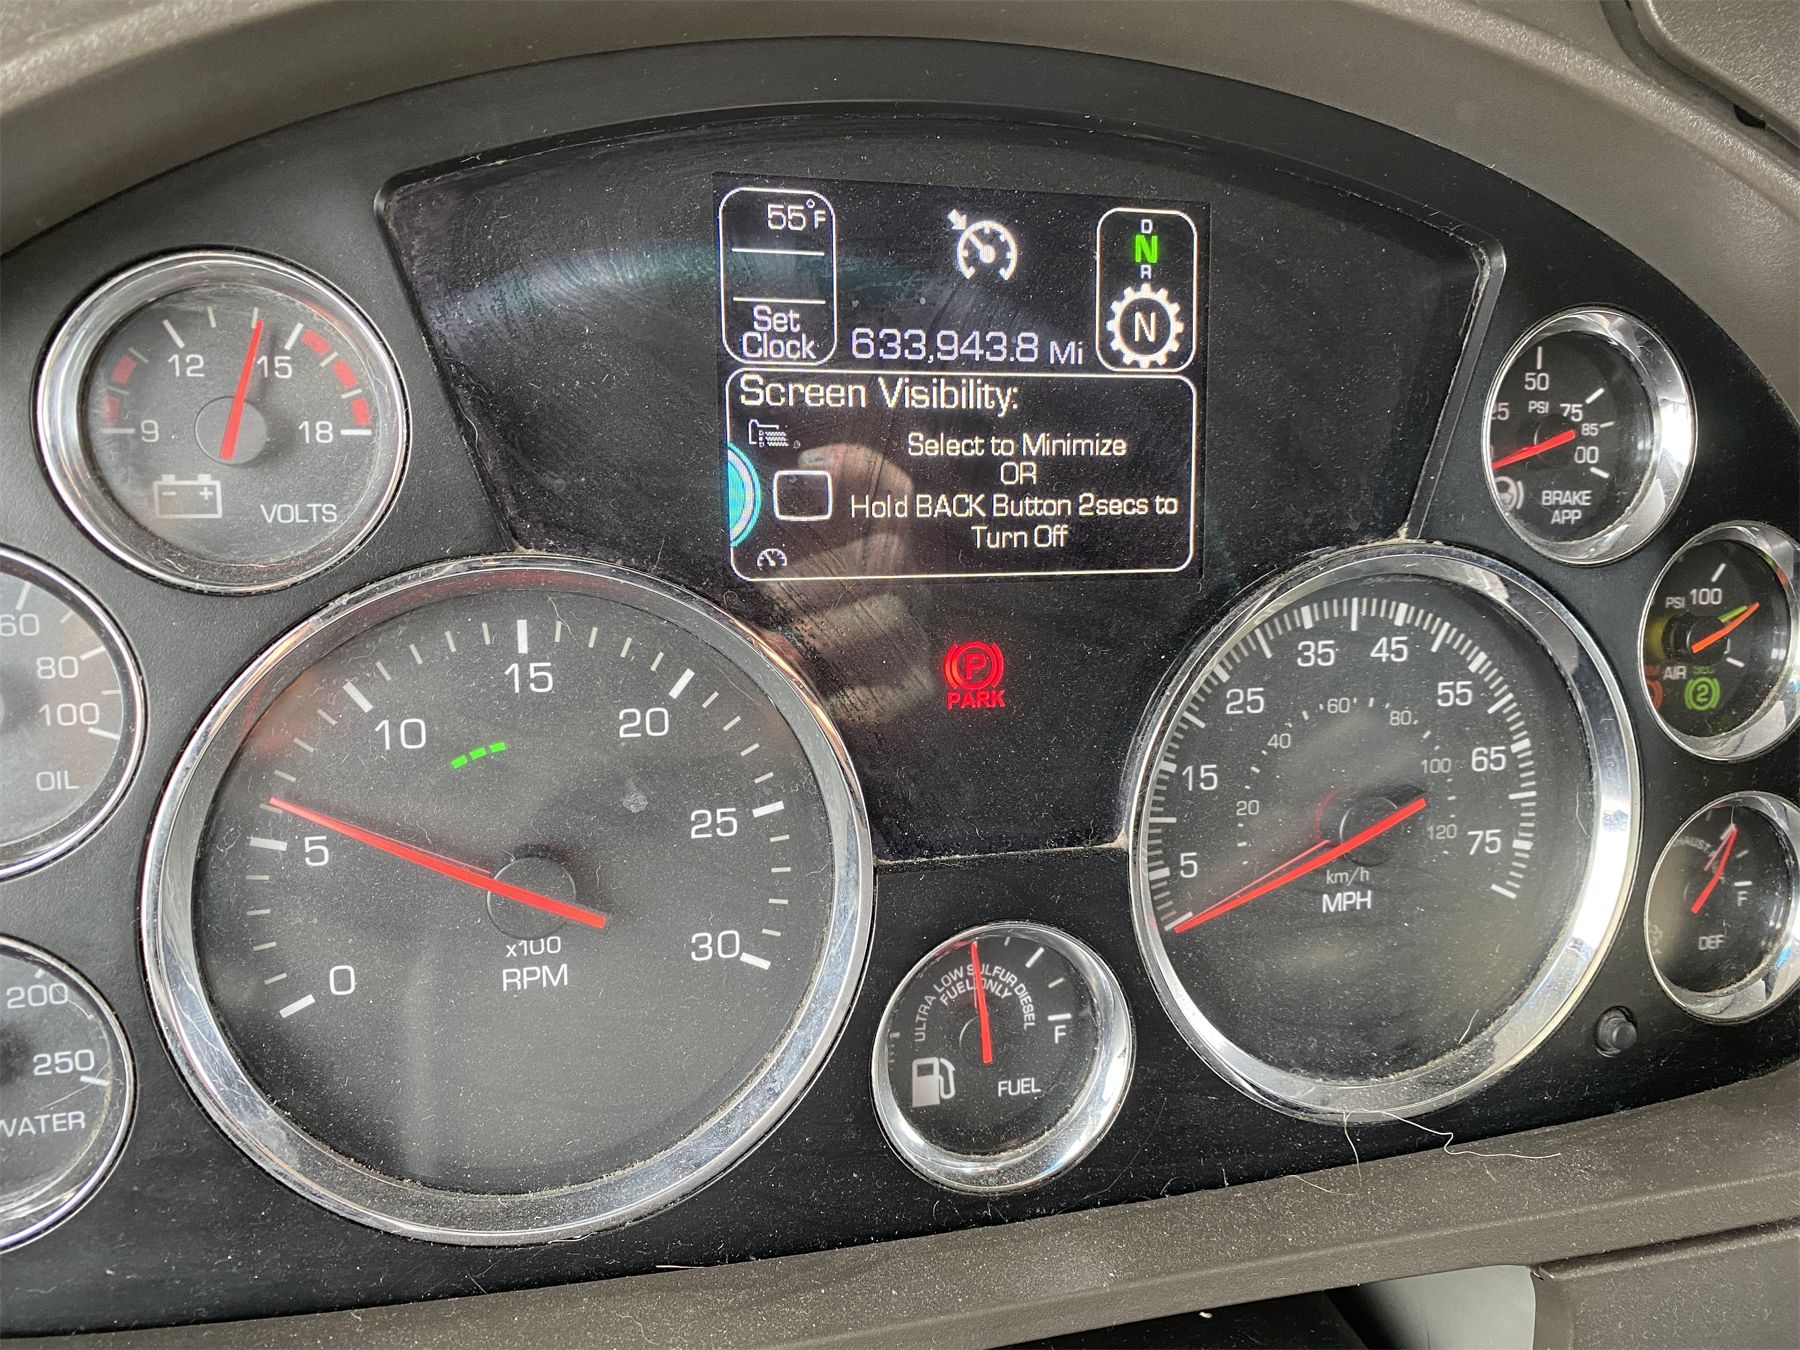 55°F
Set
Clock
633,943.8 Mi
D
N
R
N
Screen Visibility:
Select to Minimize
OR
Hold BACK Button 2secs to
Turn Off
12
15
9
18
VOLTS
60
80
100
OIL
200
250
WATER
0
5
10
15
20
25
30
x100
RPM
P
PARK
ULTRA LOW SULFUR DIESEL
FUEL ONLY
F
FUEL
5
15
25
35
45
55
65
75
20
40
60
80
100
120
km/h
MPH
50
PSI
75
85
BRAKE
APP
PSI 100
AIR
SEC
2
F
DEF